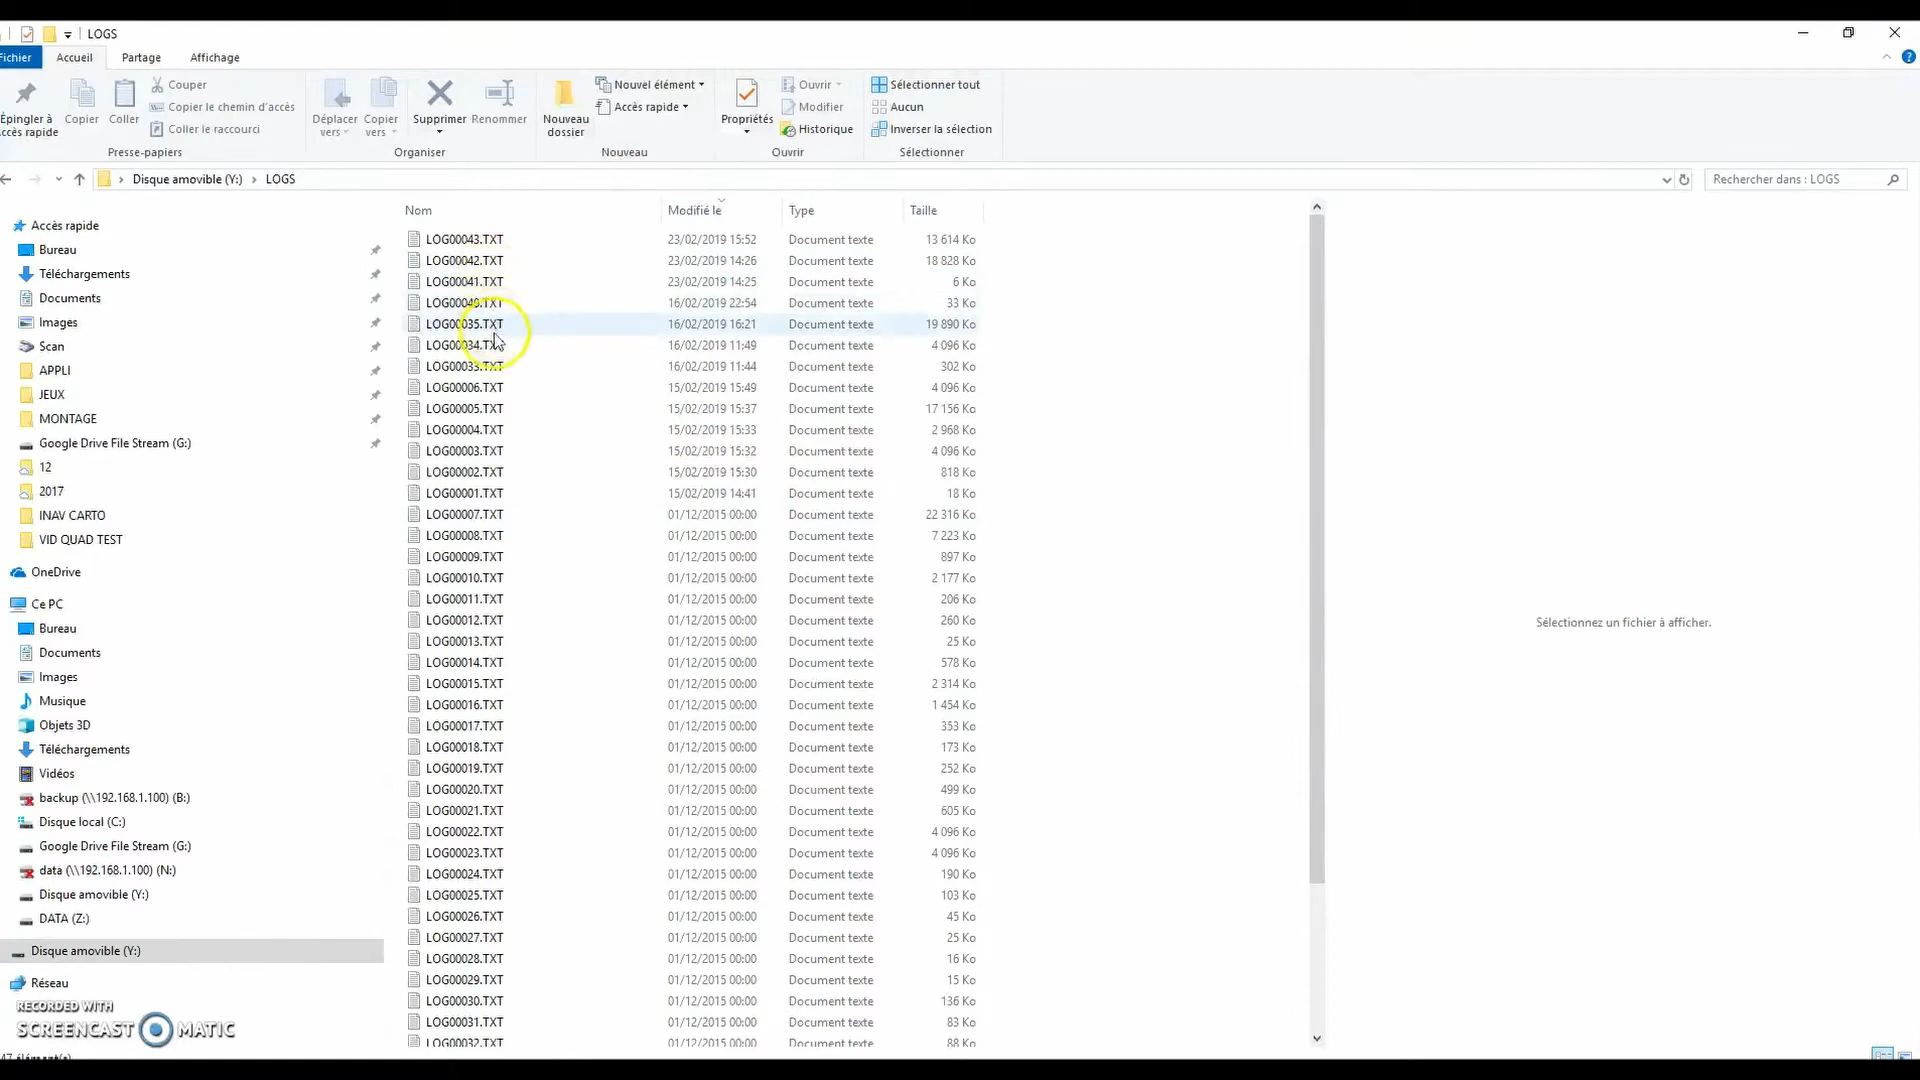 LOGS
Fichier Accueil Partage Affichage
Épingler à Accès rapide
Copier
Coller
Couper
Copier le chemin d'accès
Coller le raccourci
Presse-papiers
Déplacer vers
Copier vers
Supprimer
Renommer
Organiser
Nouveau dossier
Nouvel élément
Accès rapide
Nouveau
Propriétés
Ouvrir
Modifier
Historique
Ouvrir
Sélectionner tout
Aucun
Inverser la sélection
Sélectionner
Disque amovible (Y:) > LOGS
Rechercher dans : LOGS
Accès rapide
Bureau
Téléchargements
Documents
Images
Scan
APPLI
JEUX
MONTAGE
Google Drive File Stream (G:)
12
2017
INAV CARTO
VID QUAD TEST
OneDrive
Ce PC
Bureau
Documents
Images
Musique
Objets 3D
Téléchargements
Vidéos
backup (\\192.168.1.100) (B:)
Disque local (C:)
Google Drive File Stream (G:)
data (\\192.168.1.100) (N:)
Disque amovible (Y:)
DATA (Z:)
Disque amovible (Y:)
Réseau
RECORDED WITH
SCREENCAST MATIC
47 élément(s)
Nom Modifié le Type Taille
LOG00043.TXT 23/02/2019 15:52 Document texte 13 614 Ko
LOG00042.TXT 23/02/2019 14:26 Document texte 18 828 Ko
LOG00041.TXT 23/02/2019 14:25 Document texte 6 Ko
LOG00040.TXT 16/02/2019 22:54 Document texte 33 Ko
LOG00035.TXT 16/02/2019 16:21 Document texte 19 890 Ko
LOG00034.TXT 16/02/2019 11:49 Document texte 4 096 Ko
LOG00033.TXT 16/02/2019 11:44 Document texte 302 Ko
LOG00006.TXT 15/02/2019 15:49 Document texte 4 096 Ko
LOG00005.TXT 15/02/2019 15:37 Document texte 17 156 Ko
LOG00004.TXT 15/02/2019 15:33 Document texte 2 968 Ko
LOG00003.TXT 15/02/2019 15:32 Document texte 4 096 Ko
LOG00002.TXT 15/02/2019 15:30 Document texte 818 Ko
LOG00001.TXT 15/02/2019 14:41 Document texte 18 Ko
LOG00007.TXT 01/12/2015 00:00 Document texte 22 316 Ko
LOG00008.TXT 01/12/2015 00:00 Document texte 7 223 Ko
LOG00009.TXT 01/12/2015 00:00 Document texte 897 Ko
LOG00010.TXT 01/12/2015 00:00 Document texte 2 177 Ko
LOG00011.TXT 01/12/2015 00:00 Document texte 206 Ko
LOG00012.TXT 01/12/2015 00:00 Document texte 260 Ko
LOG00013.TXT 01/12/2015 00:00 Document texte 25 Ko
LOG00014.TXT 01/12/2015 00:00 Document texte 578 Ko
LOG00015.TXT 01/12/2015 00:00 Document texte 2 314 Ko
LOG00016.TXT 01/12/2015 00:00 Document texte 1 454 Ko
LOG00017.TXT 01/12/2015 00:00 Document texte 353 Ko
LOG00018.TXT 01/12/2015 00:00 Document texte 173 Ko
LOG00019.TXT 01/12/2015 00:00 Document texte 252 Ko
LOG00020.TXT 01/12/2015 00:00 Document texte 499 Ko
LOG00021.TXT 01/12/2015 00:00 Document texte 605 Ko
LOG00022.TXT 01/12/2015 00:00 Document texte 4 096 Ko
LOG00023.TXT 01/12/2015 00:00 Document texte 4 096 Ko
LOG00024.TXT 01/12/2015 00:00 Document texte 190 Ko
LOG00025.TXT 01/12/2015 00:00 Document texte 103 Ko
LOG00026.TXT 01/12/2015 00:00 Document texte 45 Ko
LOG00027.TXT 01/12/2015 00:00 Document texte 25 Ko
LOG00028.TXT 01/12/2015 00:00 Document texte 16 Ko
LOG00029.TXT 01/12/2015 00:00 Document texte 15 Ko
LOG00030.TXT 01/12/2015 00:00 Document texte 136 Ko
LOG00031.TXT 01/12/2015 00:00 Document texte 83 Ko
LOG00032.TXT 01/12/2015 00:00 Document texte 88 Ko
Sélectionnez un fichier à afficher.